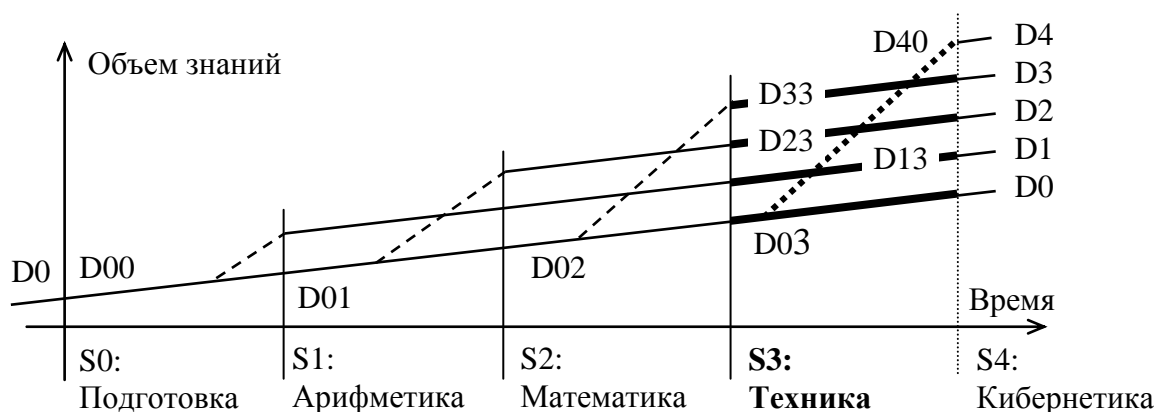 D40
D4
Объем знаний
D3
D33
D2
D23
D1
D13
D0
D0
D00
D03
D02
D01
Время
S0:
Подготовка
S1:
Арифметика
S2:
Математика
S3:
Техника
S4:
Кибернетика